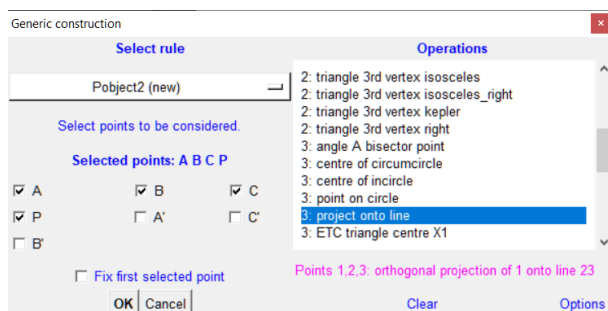 Generic construction ×
Select rule
Pobject2 (new)
Select points to be considered.
Selected points: A B C P
A B C
P A' C'
B'
Fix first selected point
OK Cancel
Operations
2: triangle 3rd vertex isosceles
2: triangle 3rd vertex isosceles_right
2: triangle 3rd vertex kepler
2: triangle 3rd vertex right
3: angle A bisector point
3: centre of circumcircle
3: centre of incircle
3: point on circle
3: project onto line
3: ETC triangle centre X1
Points 1,2,3: orthogonal projection of 1 onto line 23
Clear Options